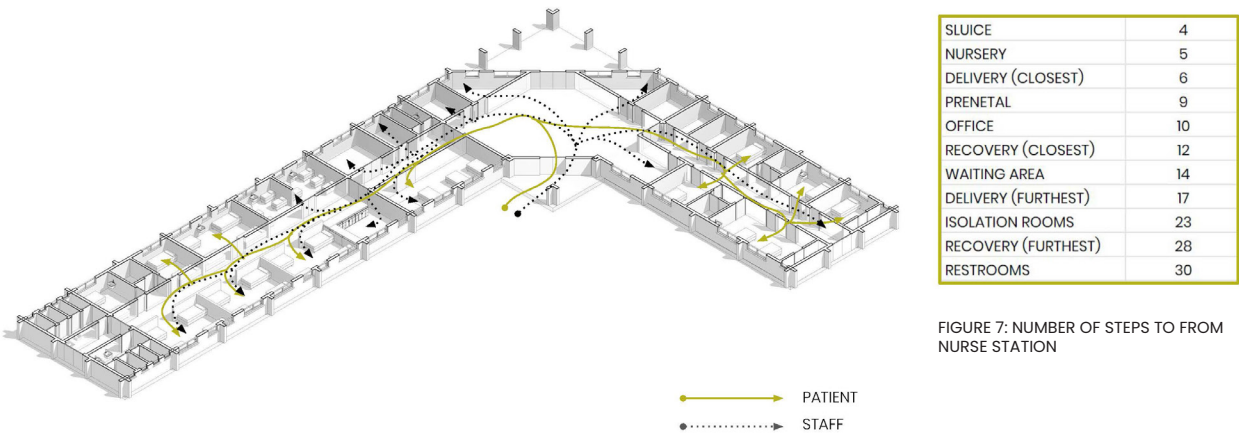 SLUICE 4
NURSERY 5
DELIVERY (CLOSEST) 6
PRENETAL 9
OFFICE 10
RECOVERY (CLOSEST) 12
WAITING AREA 14
DELIVERY (FURTHEST) 17
ISOLATION ROOMS 23
RECOVERY (FURTHEST) 28
RESTROOMS 30
FIGURE 7: NUMBER OF STEPS TO FROM
NURSE STATION
PATIENT
STAFF